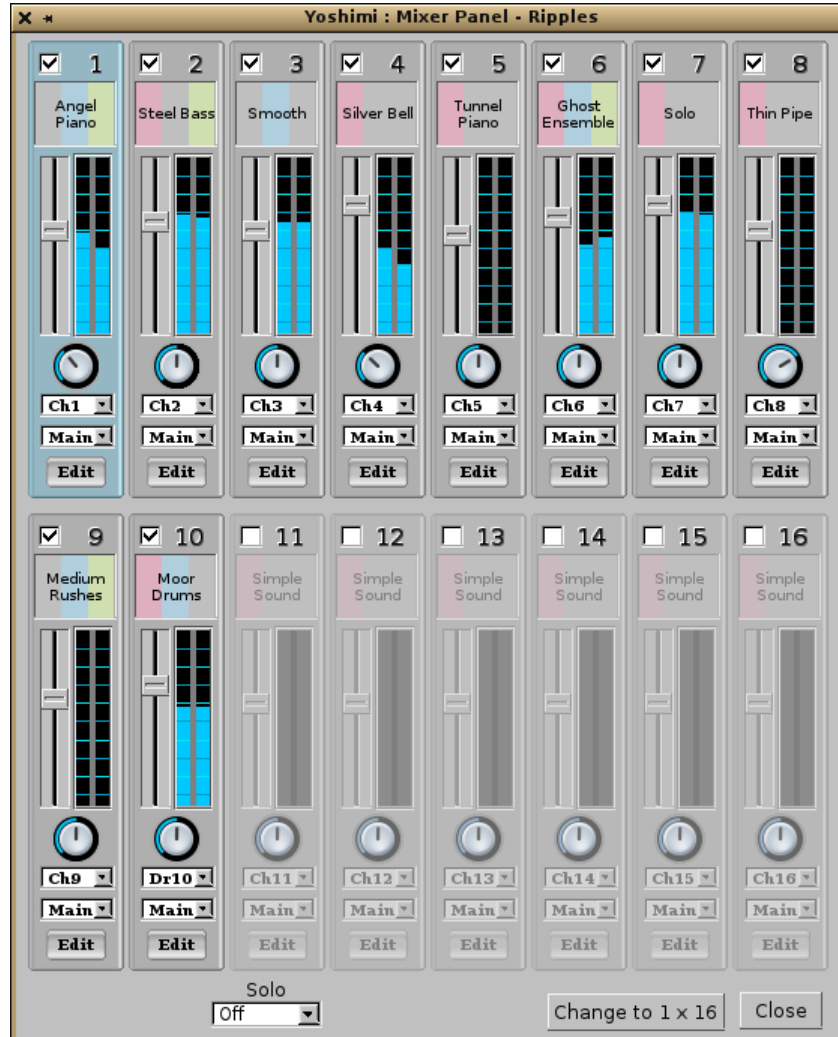 Yoshimi : Mixer Panel - Ripples
1 2 3 4 5 6 7 8
Angel Piano Steel Bass Smooth Silver Bell Tunnel Piano Ghost Ensemble Solo Thin Pipe
Ch1 Ch2 Ch3 Ch4 Ch5 Ch6 Ch7 Ch8
Main Main Main Main Main Main Main Main
Edit Edit Edit Edit Edit Edit Edit Edit
9 10 11 12 13 14 15 16
Medium Rushes Moor Drums Simple Sound Simple Sound Simple Sound Simple Sound Simple Sound Simple Sound
Ch9 Dr10 Ch11 Ch12 Ch13 Ch14 Ch15 Ch16
Main Main Main Main Main Main Main Main
Edit Edit Edit Edit Edit Edit Edit Edit
Solo
Off Change to 1 x 16 Close